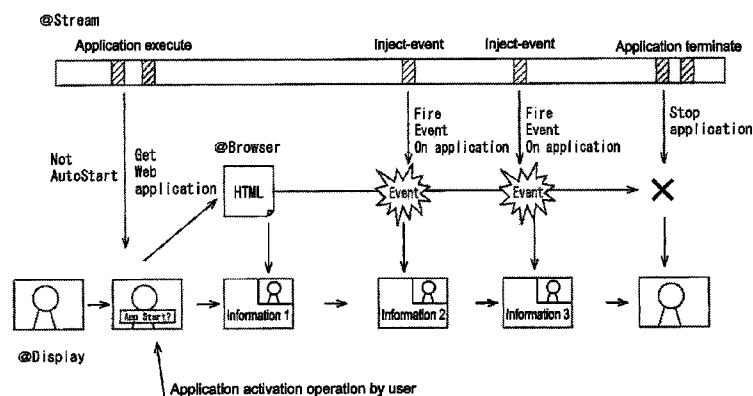 @Stream
Application execute
Inject-event
Inject-event
Application terminate
Not
AutoStart
Get
Web
application
@Browser
HTML
Fire
Event
On application
Fire
Event
On application
Stop
application
Event
Event
App Start?
Information 1
Information 2
Information 3
@Display
Application activation operation by user